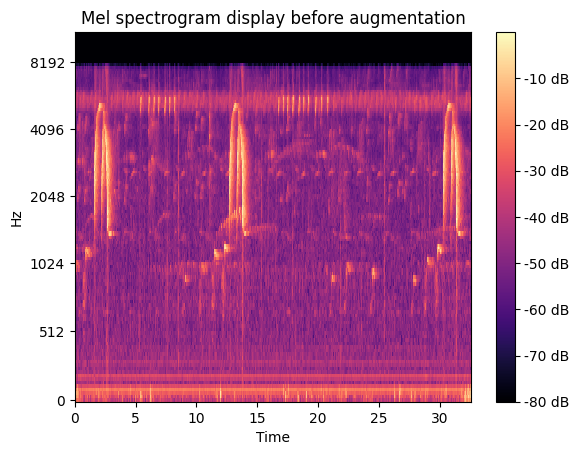 Mel spectrogram display before augmentation
8192
4096
2048
1024
512
0
Hz
0 5 10 15 20 25 30
Time
-10 dB
-20 dB
-30 dB
-40 dB
-50 dB
-60 dB
-70 dB
-80 dB